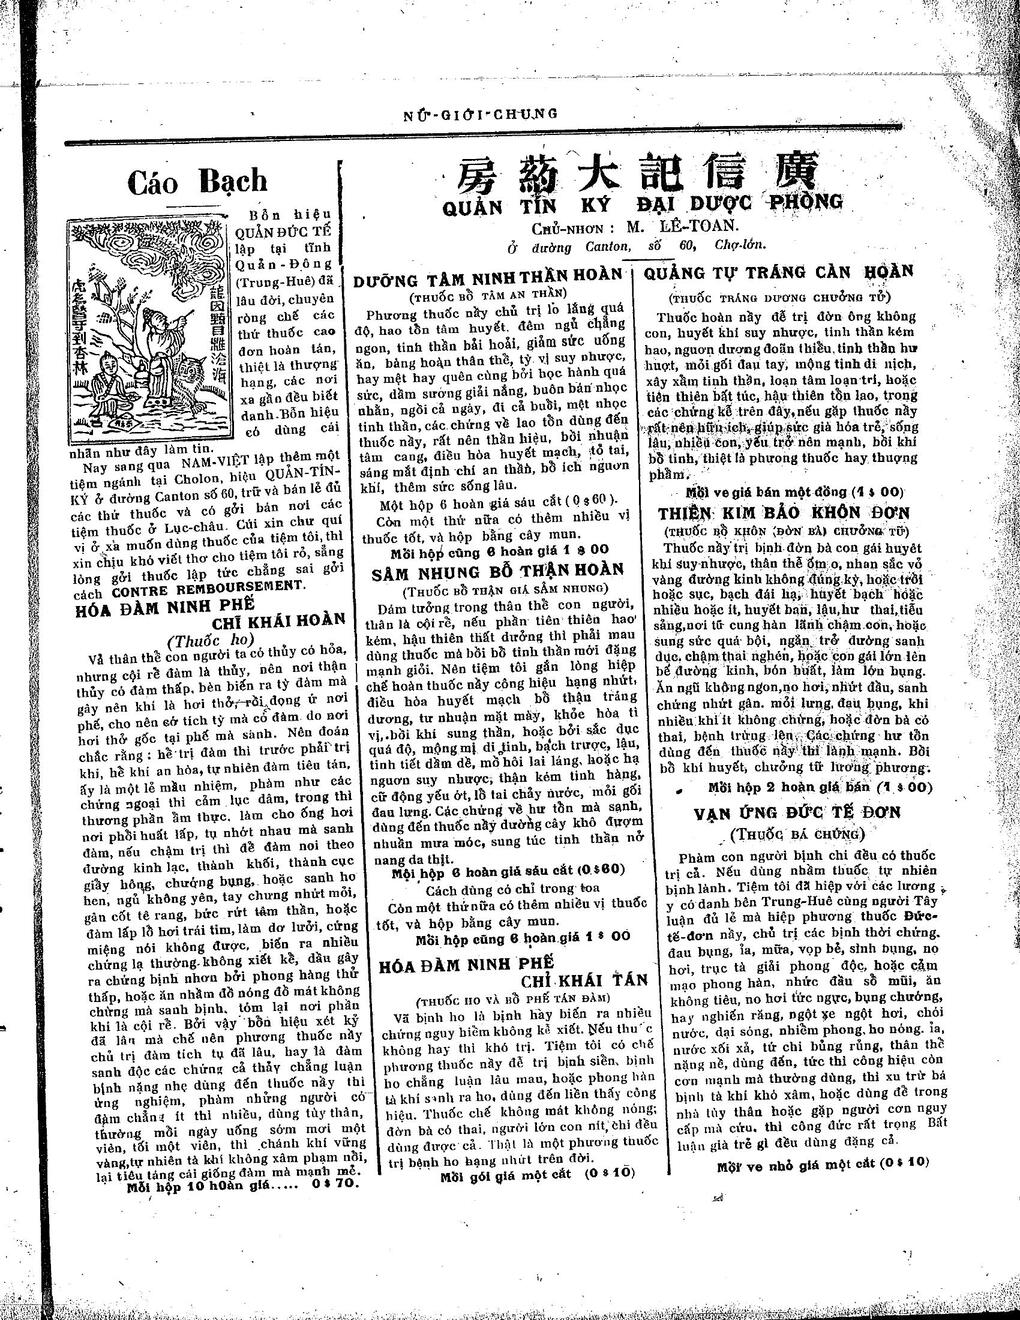 NỮ-GIỚI-CHUNG
Cáo Bạch
Bổn hiệu
QUẢN ĐỨC TẾ
lập tại tỉnh
Quản-Đông
(Trung-Huê) đã
lâu đời, chuyên
ròng chế các
thứ thuốc cao
đơn hoàn tán,
thiệt là thượng
hạng, các nơi
xa gần đều biết
danh. Bổn hiệu
có dùng cái
nhãn như đây làm tin.
Nay sang qua NAM-VIỆT lập thêm một
tiệm ngánh tại Cholon, hiệu QUẢN-TÍN-
KÝ ở đường Canton số 60, trữ và bán lẻ đủ
các thứ thuốc và có gởi bán nơi các
tiệm thuốc ở Lục-châu. Cúi xin chư quí
vị ở xa muốn dùng thuốc của tiệm tôi, thì
xin chịu khó viết thơ cho tiệm tôi rỏ, sẳng
lòng gởi thuốc lập tức chẳng sai gởi
cách CONTRE REMBOURSEMENT.
HÓA ĐÀM NINH PHẾ
CHỈ KHÁI HOÀN
(Thuốc ho)
Vả thân thể con người ta có thủy có hỏa,
nhưng cội rể đàm là thủy, nên nơi thận
thủy có đàm thấp, bèn biến ra tỳ đàm mà
gây nên khí là hơi thở, rồi dọng ứ nơi
phế, cho nên cớ tích tỳ mà cổ đàm do nơi
hơi thở gốc tại phế mà sanh. Nên đoán
chắc rằng: hể trị đàm thì trước phải trị
khí, hể khí an hòa, tự nhiên đàm tiêu tán,
ấy là một lẻ mầu nhiệm, phàm như các
chứng ngoại thì cảm lục dâm, trong thì
thương phần ẩm thực. làm cho ống hơi
nơi phổi huất lấp, tụ nhớt nhau mà sanh
đàm, nếu chậm trị thì để đàm noi theo
đường kinh lạc, thành khối, thành cục
giầy hông, chướng bụng, hoặc sanh ho
hen, ngủ không yên, tay chưng nhứt mỏi,
gân cốt tê rang, bức rứt tâm thần, hoặc
đàm lấp lổ hơi trái tim, làm dơ lưởi, cứng
miệng nói không được, biến ra nhiều
chứng lạ thường không xiết kể, dầu gây
ra chứng bịnh nhơn bởi phong hàng thử
thấp, hoặc ăn nhằm đồ nóng đồ mát không
chừng mà sanh bịnh, tóm lại nơi phần
khí là cội rể. Bởi vậy bổn hiệu xét kỹ
đã lâu mà chế nên phương thuốc nầy
chủ trị đàm tích tụ đã lâu, hay là đàm
sanh độc các chứng cả thảy chẳng luận
bịnh nặng nhẹ dùng đến thuốc nầy thì
ứng nghiệm, phàm những người có
đàm chẳng ít thì nhiều, dùng tùy thân,
thường mỗi ngày uống sớm mơi một
viên, tối một viên, thì chánh khí vững
vàng, tự nhiên tà khí không xâm phạm nồi,
lại tiêu táng cái giống đàm mà mạnh mẻ.
Mỗi hộp 10 hoàn giá..... 0$70.
房葯大記信廣
QUẢN TÍN KÝ ĐẠI DƯỢC PHÒNG
CHỦ-NHƠN: M. LÊ-TOAN.
Ở đường Canton, số 60, Chợ-lớn.
DƯỠNG TÂM NINH THẦN HOÀN
(THUỐC BỔ TÂM AN THẦN)
Phương thuốc nầy chủ trị lo lắng quá
độ, hao tổn tâm huyết. đêm ngủ chẳng
ngon, tinh thần bải hoải, giảm sức uống
ăn, bàng hoàn thân thể, tỳ vị suy nhược,
hay mệt hay quên cùng bởi học hành quá
sức, dầm sương giải nắng, buôn bán nhọc
nhằn, ngồi cả ngày, đi cả buổi, mệt nhọc
tinh thần, các chứng về lao tổn dùng đến
thuốc nầy, rất nên thần hiệu, bồi nhuận
tâm cang, điều hòa huyết mạch, tỏ tai,
sáng mắt định chí an thần, bổ ích nguơn
khí, thêm sức sống lâu.
Một hộp 6 hoàn giá sáu cắt (0$60).
Còn một thứ nữa có thêm nhiều vị
thuốc tốt, và hộp bằng cây mun.
Mỗi hộp cũng 6 hoàn giá 1$00
SÂM NHUNG BỔ THẬN HOÀN
(THUỐC BỔ THẬN GIÁ SÂM NHUNG)
Dám tưởng trong thân thể con người,
thận là cội rể, nếu phần tiên thiên hao
kém, hậu thiên thất dưởng thì phải mau
dùng thuốc mà bồi bổ tinh thần mới đặng
mạnh giỏi. Nên tiệm tôi gắn lòng hiệp
chế hoàn thuốc nầy công hiệu hạng nhứt,
điều hòa huyết mạch bổ thận tráng
dương, tư nhuận mặt mày, khỏe hòa tì
vị, bồi khí sung thần, hoặc bởi sắc dục
quá độ, mộng mị di tinh, bạch trược, lậu,
tinh tiết dầm dề, mồ hôi lai láng, hoặc hạ
nguơn suy nhược, thận kém tinh hàng,
cữ động yếu ớt, lổ tai chảy nước, mỏi gối
đau lưng. Các chứng về hư tổn mà sanh,
dùng đến thuốc nầy dường cây khô đượm
nhuần mưa móc, sung túc tinh thần nở
nang da thịt.
Mỗi hộp 6 hoàn giá sáu cắt (0$60)
Cách dùng có chỉ trong toa
Còn một thứ nữa có thêm nhiều vị thuốc
tốt, và hộp bằng cây mun.
Mỗi hộp cũng 6 hoàn giá 1$00
HÓA ĐÀM NINH PHẾ
CHỈ KHÁI TÁN
(THUỐC HO VÀ BỔ PHẾ TÁN ĐÀM)
Vã bịnh ho là bịnh hay biến ra nhiều
chứng nguy hiểm không kể xiết. Nếu thuốc
không hay thì khó trị. Tiệm tôi có chế
phương thuốc nầy để trị bịnh siển. bịnh
ho chẳng luận lâu mau, hoặc phong hàn
tà khí sanh ra ho, dùng đến liền thấy công
hiệu. Thuốc chế không mát không nóng;
đờn bà có thai, người lớn con nít, chi đều
dùng được cả. Thật là một phương thuốc
trị bệnh ho hạng nhứt trên đời.
Mỗi gói giá một cắt (0$10)
QUẢNG TỰ TRÁNG CÀN HOÀN
(THUỐC TRÁNG DƯƠNG CHƯỞNG TỬ)
Thuốc hoàn nầy để trị đờn ông không
con, huyết khí suy nhược, tinh thần kém
hao, nguơn dương đoãn thiếu, tinh thần hư
huợt, mỏi gối đau tay, mộng tinh di nịch,
xây xẩm tinh thần, loạn tâm loạn trí, hoặc
tiên thiên bất túc, hậu thiên tổn lao, trong
các chứng kể trên đây, nếu gặp thuốc nầy
rất nên hữu ích, giúp sức già hóa trẻ, sống
lâu, nhiều con, yếu trở nên mạnh, bồi khí
bổ tinh, thiệt là phương thuốc hay thượng
phẩm.
Mỗi ve giá bán một đồng (1$00)
THIÊN KIM BẢO KHÔN ĐƠN
(THUỐC BỔ KHÔN (ĐỜN BÀ) CHƯỞNG TỬ)
Thuốc nầy trị bịnh đờn bà con gái huyết
khí suy nhược, thân thể ốm o, nhan sắc vỏ
vàng đường kinh không đúng kỳ, hoặc trồi
hoặc sục, bạch đái hạ, huyết bạch hoặc
nhiều hoặc ít, huyết ban, lậu, hư thai, tiểu
sảng, nơi tử cung hàn lãnh chậm con, hoặc
sung sức quá bội, ngăn trở đường sanh
dục, chậm thai nghén, hoặc con gái lớn lên
bế đường kinh, bón buất, làm lớn bụng.
Ăn ngũ không ngon, no hơi, nhứt đầu, sanh
chứng nhứt gân. mỏi lưng, đau bụng, khi
nhiều khi ít không chừng, hoặc đờn bà có
thai, bệnh trừng lên. Các chứng hư tổn
dùng đến thuốc nầy thì lành mạnh. Bồi
bổ khí huyết, chưởng tử lương phương.
Mỗi hộp 2 hoàn giá bán (1$00)
VẠN ỨNG ĐỨC TẾ ĐƠN
(THUỐC BÁ CHỨNG)
Phàm con người bịnh chi đều có thuốc
trị cả. Nếu dùng nhằm thuốc tự nhiên
bịnh lành. Tiệm tôi đã hiệp với các lương
y có danh bên Trung-Huê cùng người Tây
luận đủ lẻ mà hiệp phương thuốc Đức-
tế-đơn nầy, chủ trị các bịnh thời chứng.
đau bụng, ỉa, mữa, vọp bẻ, sình bụng, no
hơi, trục tà giải phong độc, hoặc cảm
mạo phong hàn, nhức đầu sổ mũi, ăn
không tiêu, no hơi tức ngực, bụng chướng,
hay nghiến răng, ngột xe ngột hơi, chói
nước, dại sóng, nhiễm phong, ho nóng. ỉa,
nước xối xả, tứ chi bủng rủng, thân thể
nặng nề, dùng đến, tức thì công hiệu còn
cơn mạnh mà thường dùng, thì xu trừ bá
bịnh tà khí khó xâm, hoặc dùng để trong
nhà tùy thân hoặc gặp người cơn nguy
cấp mà cứu. thì công đức rất trọng Bất
luận già trẻ gì đều dùng đặng cả.
Mỗi ve nhỏ giá một cắt (0$10)